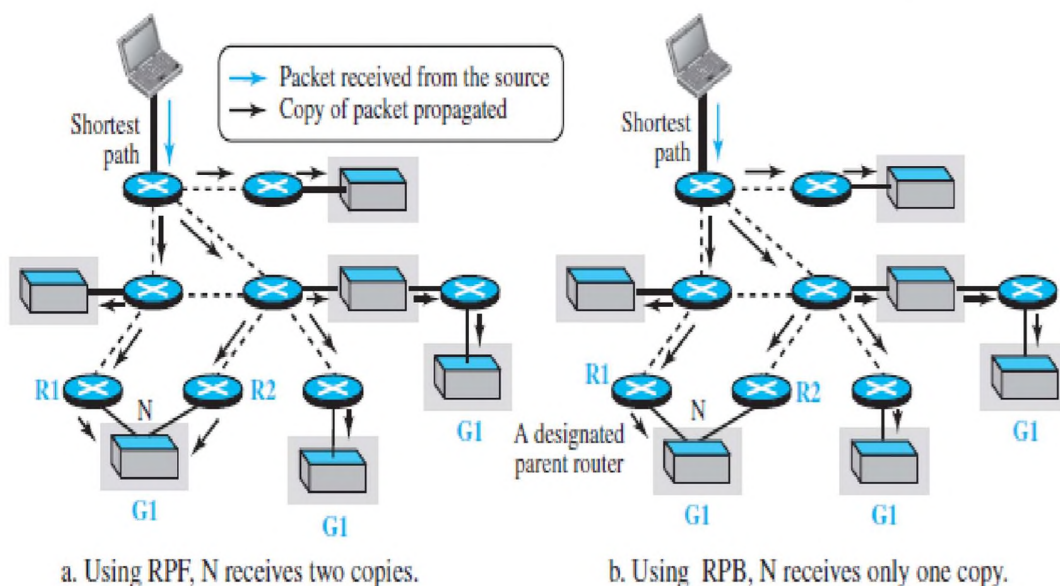 Packet received from the source
Copy of packet propagated
Shortest
path
R1
N
R2
G1
G1
G1
a. Using RPF, N receives two copies.
Shortest
path
R1
N
R2
A designated
parent router
G1
G1
G1
b. Using RPB, N receives only one copy.